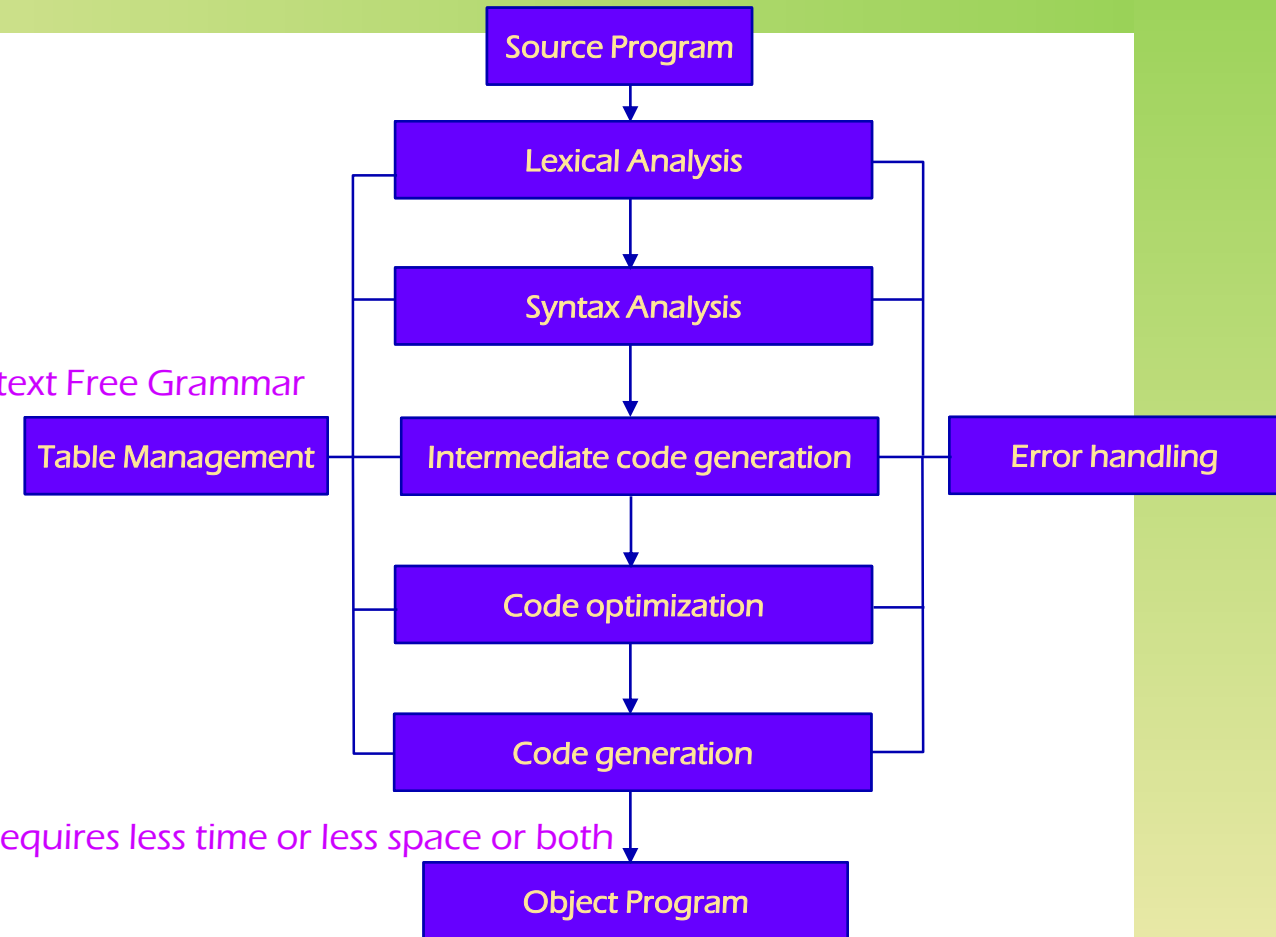 Source Program
Lexical Analysis
Syntax Analysis
text Free Grammar
Table Management
Intermediate code generation
Error handling
Code optimization
Code generation
equires less time or less space or both
Object Program